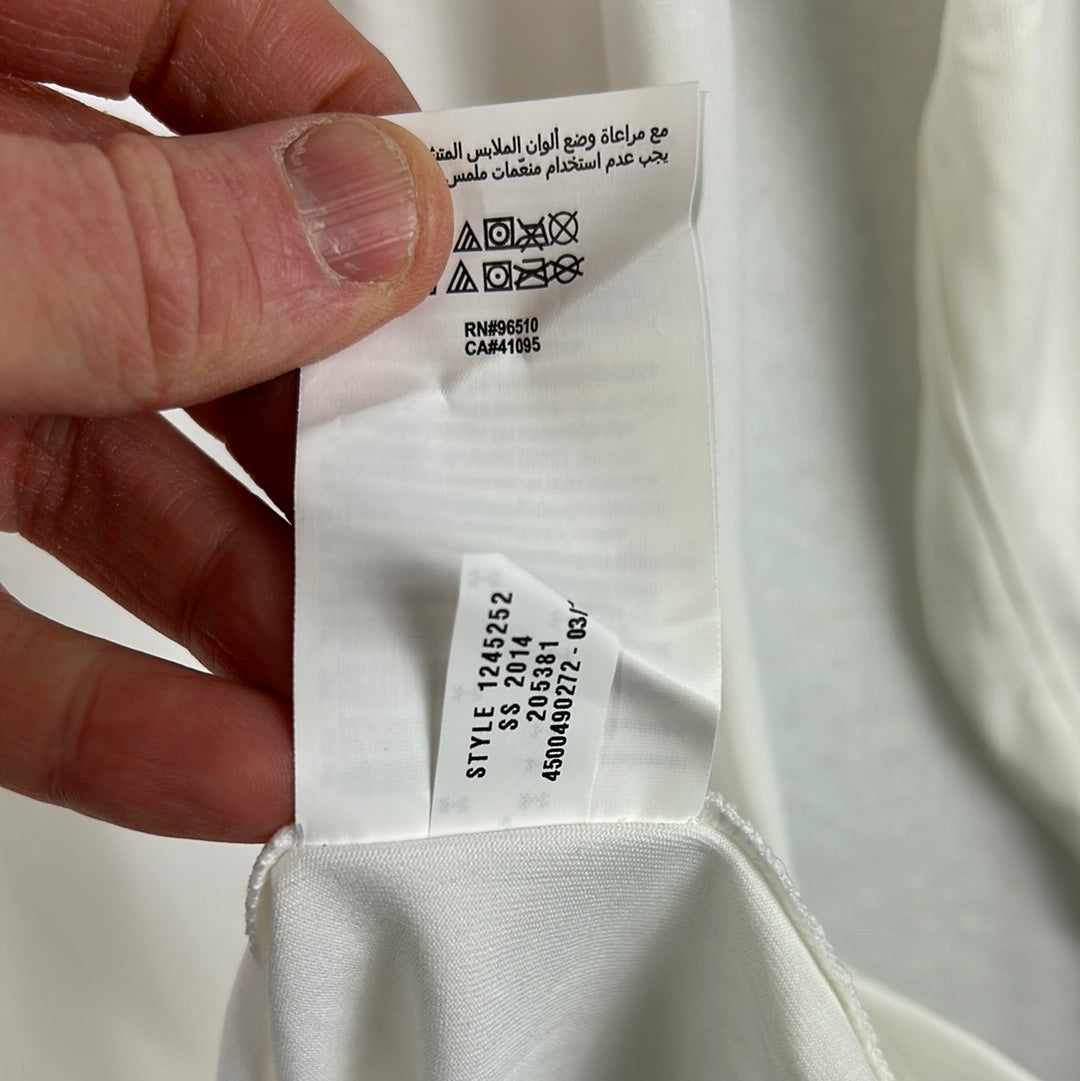 مع مراعاة وضع ألوان الملابس
يجب عدم استخدام منعّمات ملمس
RN#96510
CA#41095
STYLE 1245252
SS 2014
205381
4500490272 - 03/